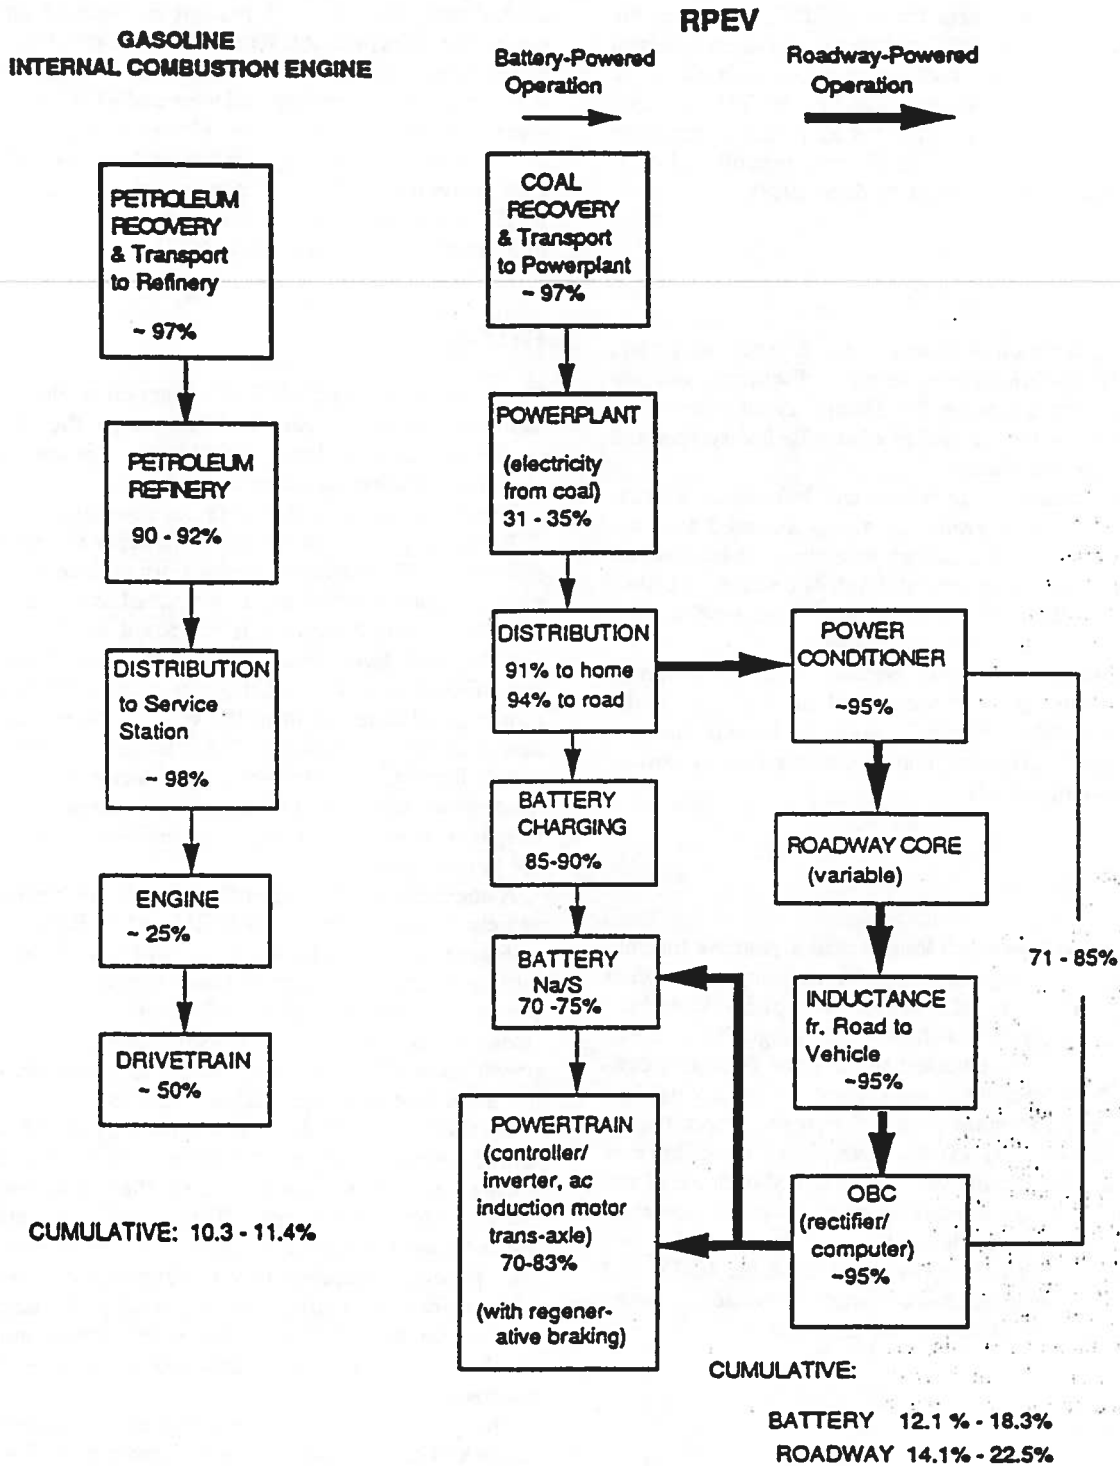 GASOLINE
INTERNAL COMBUSTION ENGINE
PETROLEUM
RECOVERY
& Transport
to Refinery
~ 97%
PETROLEUM
REFINERY
90 - 92%
DISTRIBUTION
to Service
Station
~ 98%
ENGINE
~ 25%
DRIVETRAIN
~ 50%
CUMULATIVE: 10.3 - 11.4%
RPEV
Battery-Powered
Operation
Roadway-Powered
Operation
COAL
RECOVERY
& Transport
to Powerplant
~ 97%
POWERPLANT
(electricity
from coal)
31 - 35%
DISTRIBUTION
91% to home
94% to road
BATTERY
CHARGING
85-90%
BATTERY
Na/S
70 -75%
POWERTRAIN
(controller/
inverter, ac
induction motor
trans-axle)
70-83%
(with regener-
ative braking)
POWER
CONDITIONER
~95%
ROADWAY CORE
(variable)
INDUCTANCE
fr. Road to
Vehicle
~95%
OBC
(rectifier/
computer)
~95%
71 - 85%
CUMULATIVE:
BATTERY 12.1 % - 18.3%
ROADWAY 14.1% - 22.5%